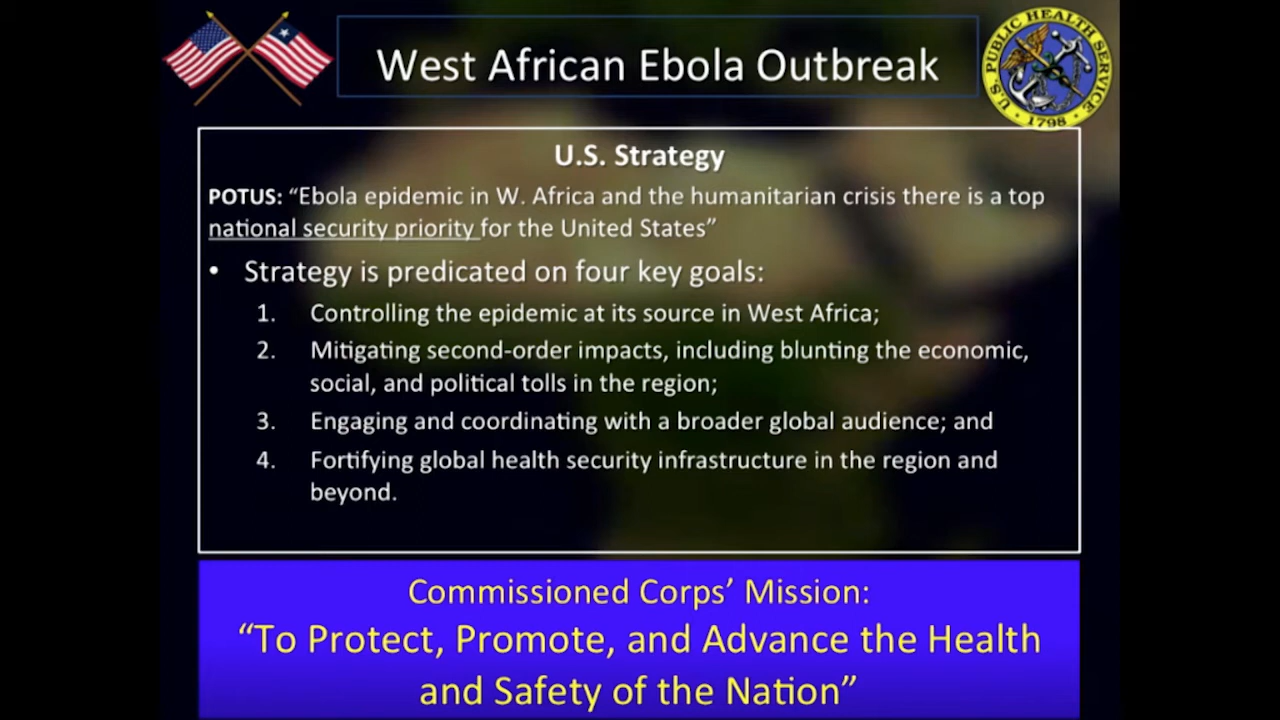 West African Ebola Outbreak
U.S. PUBLIC HEALTH SERVICE
1798
U.S. Strategy
POTUS: “Ebola epidemic in W. Africa and the humanitarian crisis there is a top
national security priority for the United States”
• Strategy is predicated on four key goals:
1. Controlling the epidemic at its source in West Africa;
2. Mitigating second-order impacts, including blunting the economic,
social, and political tolls in the region;
3. Engaging and coordinating with a broader global audience; and
4. Fortifying global health security infrastructure in the region and
beyond.
Commissioned Corps’ Mission:
“To Protect, Promote, and Advance the Health
and Safety of the Nation”